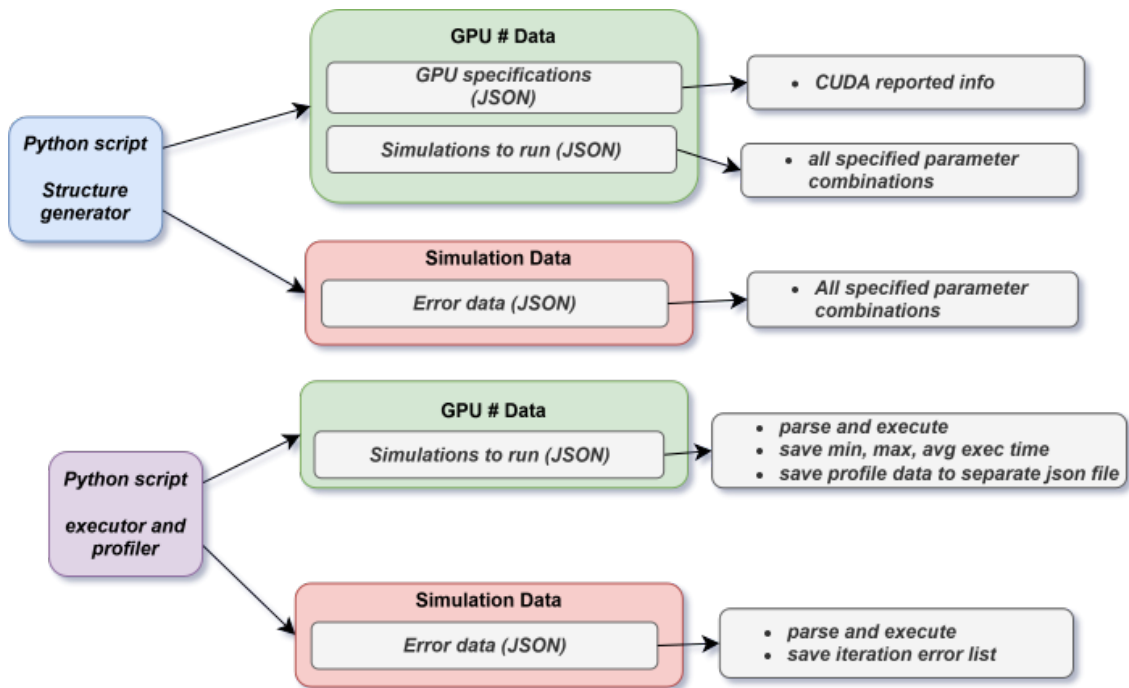 GPU # Data
GPU specifications
(JSON)
• CUDA reported info
Python script
Structure
generator
Simulations to run (JSON)
• all specified parameter
combinations
Simulation Data
Error data (JSON)
• All specified parameter
combinations
GPU # Data
Simulations to run (JSON)
• parse and execute
• save min, max, avg exec time
• save profile data to separate json file
Python script
executor and
profiler
Simulation Data
Error data (JSON)
• parse and execute
• save iteration error list